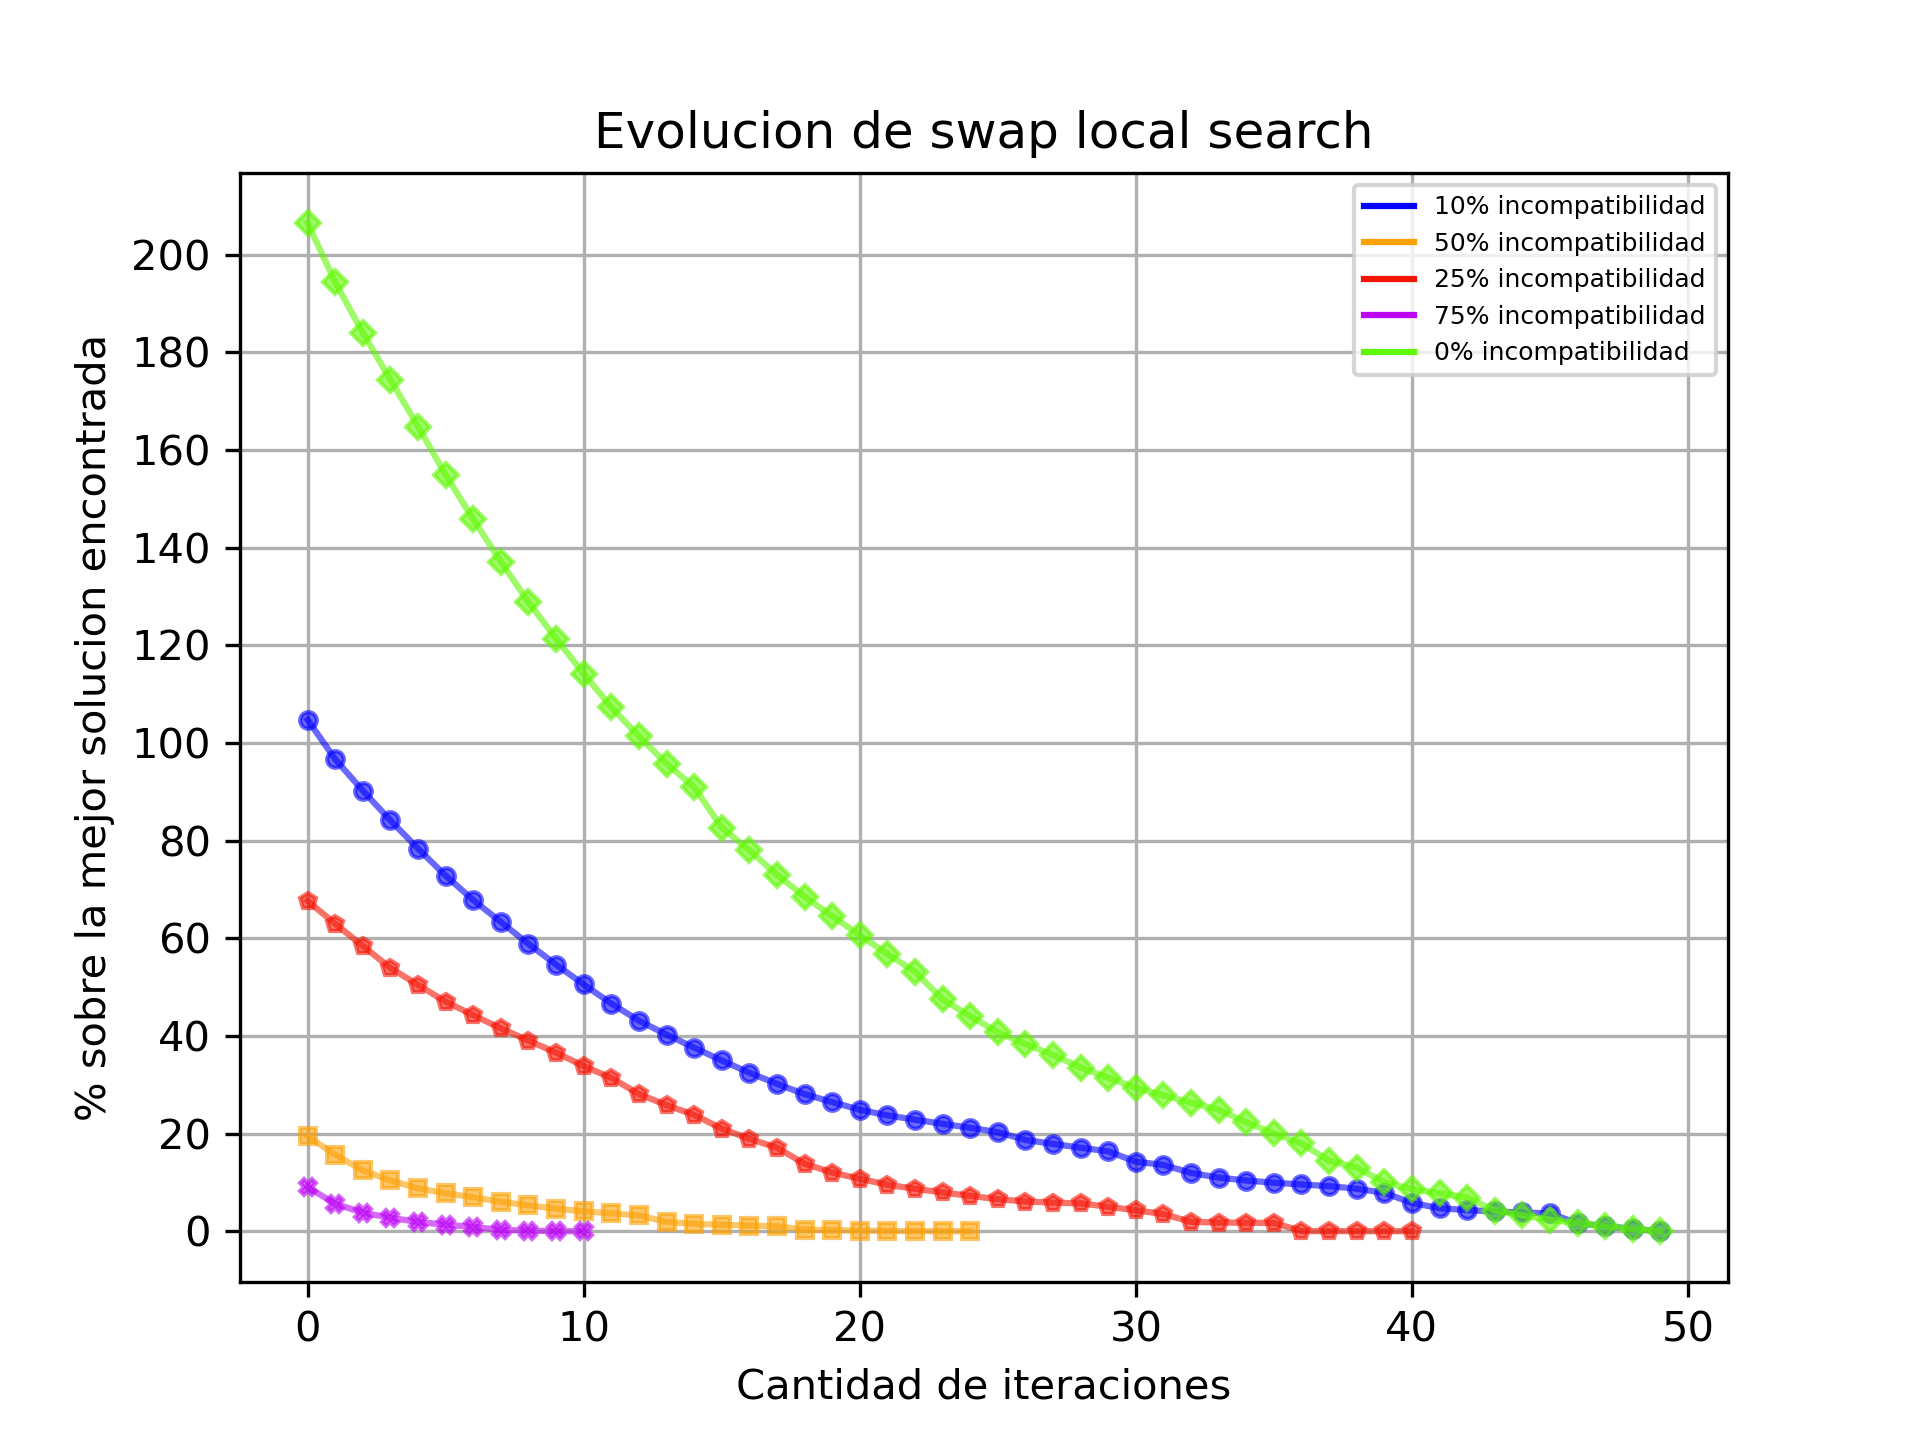 Evolucion de swap local search
10% incompatibilidad
50% incompatibilidad
25% incompatibilidad
75% incompatibilidad
0% incompatibilidad
% sobre la mejor solucion encontrada
200
180
160
140
120
100
80
60
40
20
0
0 10 20 30 40 50
Cantidad de iteraciones